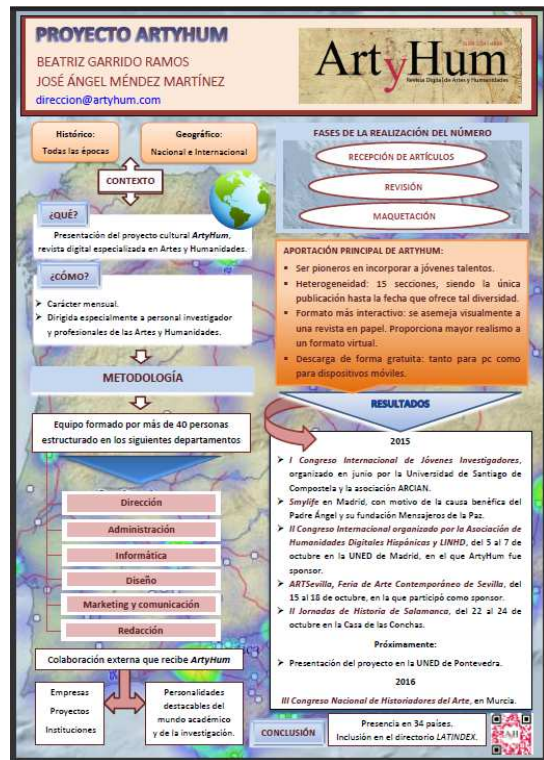 PROYECTO ARTYHUM
BEATRIZ GARRIDO RAMOS
JOSÉ ÁNGEL MÉNDEZ MARTÍNEZ
direccion@artyhum.com
ArtyHum
Revista Digital de Artes y Humanidades
Histórico:
Todas las épocas
Geográfico:
Nacional e Internacional
CONTEXTO
¿QUÉ?
Presentación del proyecto cultural ArtyHum,
revista digital especializada en Artes y Humanidades.
¿CÓMO?
➢ Carácter mensual.
➢ Dirigida especialmente a personal investigador
y profesionales de las Artes y Humanidades.
METODOLOGÍA
Equipo formado por más de 40 personas
estructurado en los siguientes departamentos
Dirección
Administración
Informática
Diseño
Marketing y comunicación
Redacción
Colaboración externa que recibe ArtyHum
Empresas
Proyectos
Instituciones
Personalidades
destacables del
mundo académico
y de la investigación.
FASES DE LA REALIZACIÓN DEL NÚMERO
RECEPCIÓN DE ARTÍCULOS
REVISIÓN
MAQUETACIÓN
APORTACIÓN PRINCIPAL DE ARTYHUM:
▪ Ser pioneros en incorporar a jóvenes talentos.
▪ Heterogeneidad: 15 secciones, siendo la única
publicación hasta la fecha que ofrece tal diversidad.
▪ Formato más interactivo: se asemeja visualmente a
una revista en papel. Proporciona mayor realismo a
un formato virtual.
▪ Descarga de forma gratuita: tanto para pc como
para dispositivos móviles.
RESULTADOS
2015
➢ I Congreso Internacional de Jóvenes Investigadores,
organizado en junio por la Universidad de Santiago de
Compostela y la asociación ARCIAN.
➢ Smylife en Madrid, con motivo de la causa benéfica del
Padre Ángel y su fundación Mensajeros de la Paz.
➢ II Congreso Internacional organizado por la Asociación de
Humanidades Digitales Hispánicas y LINHD, del 5 al 7 de
octubre en la UNED de Madrid, en el que ArtyHum fue
sponsor.
➢ ARTSevilla, Feria de Arte Contemporáneo de Sevilla, del
15 al 18 de octubre, en la que participó como sponsor.
➢ II Jornadas de Historia de Salamanca, del 22 al 24 de
octubre en la Casa de las Conchas.
Próximamente:
➢ Presentación del proyecto en la UNED de Pontevedra.
2016
III Congreso Nacional de Historiadores del Arte, en Murcia.
CONCLUSIÓN
Presencia en 34 países.
Inclusión en el directorio LATINDEX.